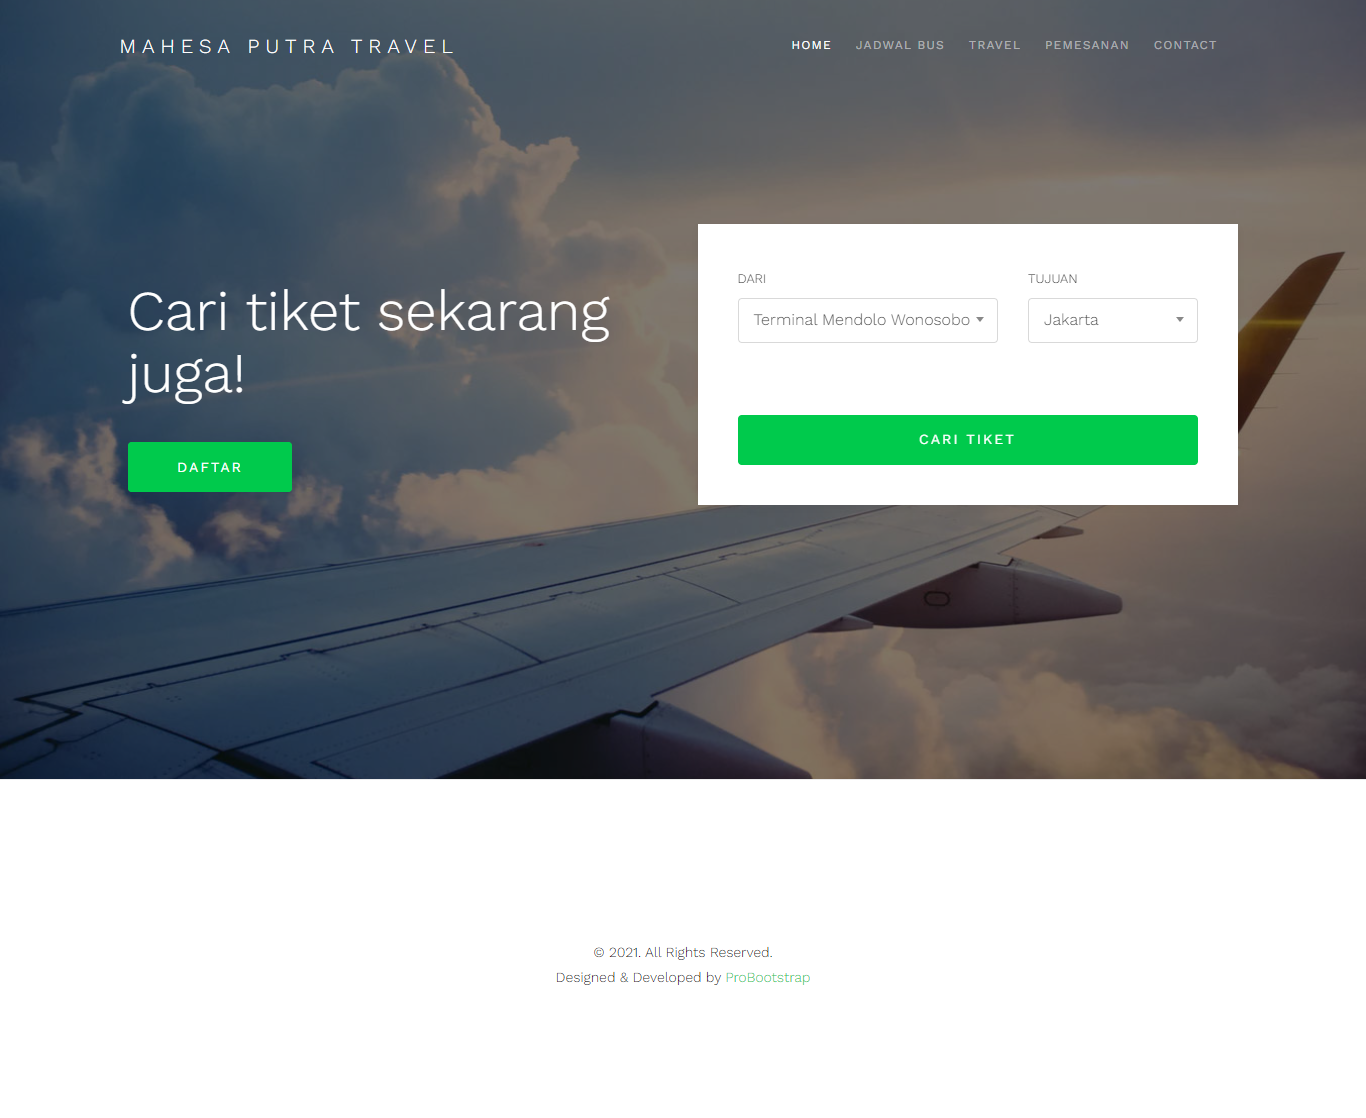 MAHESA PUTRA TRAVEL
HOME JADWAL BUS TRAVEL PEMESANAN CONTACT
Cari tiket sekarang
juga!
DAFTAR
DARI TUJUAN
Terminal Mendolo Wonosobo Jakarta
CARI TIKET
© 2021. All Rights Reserved.
Designed & Developed by ProBootstrap